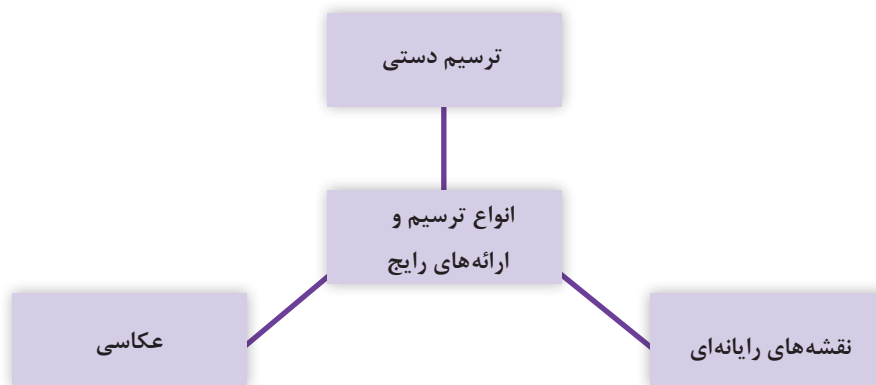 ترسیم دستی
انواع ترسیم و
ارائه‌های رایج
نقشه‌های رایانه‌ای
عکاسی